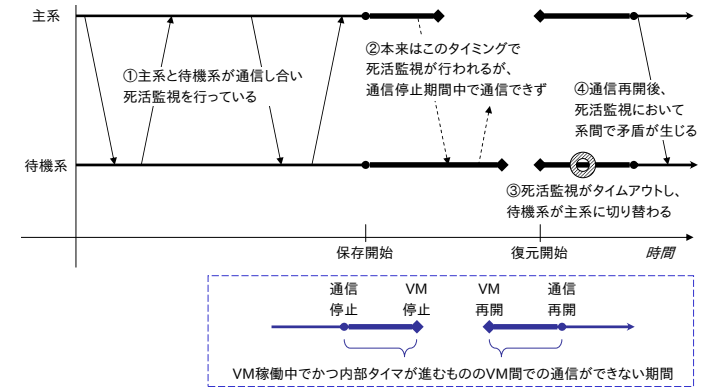 主系
①主系と待機系が通信し合い
死活監視を行っている
②本来はこのタイミングで
死活監視が行われるが、
通信停止期間中で通信できず
④通信再開後、
死活監視において
系間で矛盾が生じる
待機系
③死活監視がタイムアウトし、
待機系が主系に切り替わる
保存開始
復元開始
時間
通信
停止
VM
停止
VM
再開
通信
再開
VM稼働中でかつ内部タイマが進むもののVM間での通信ができない期間